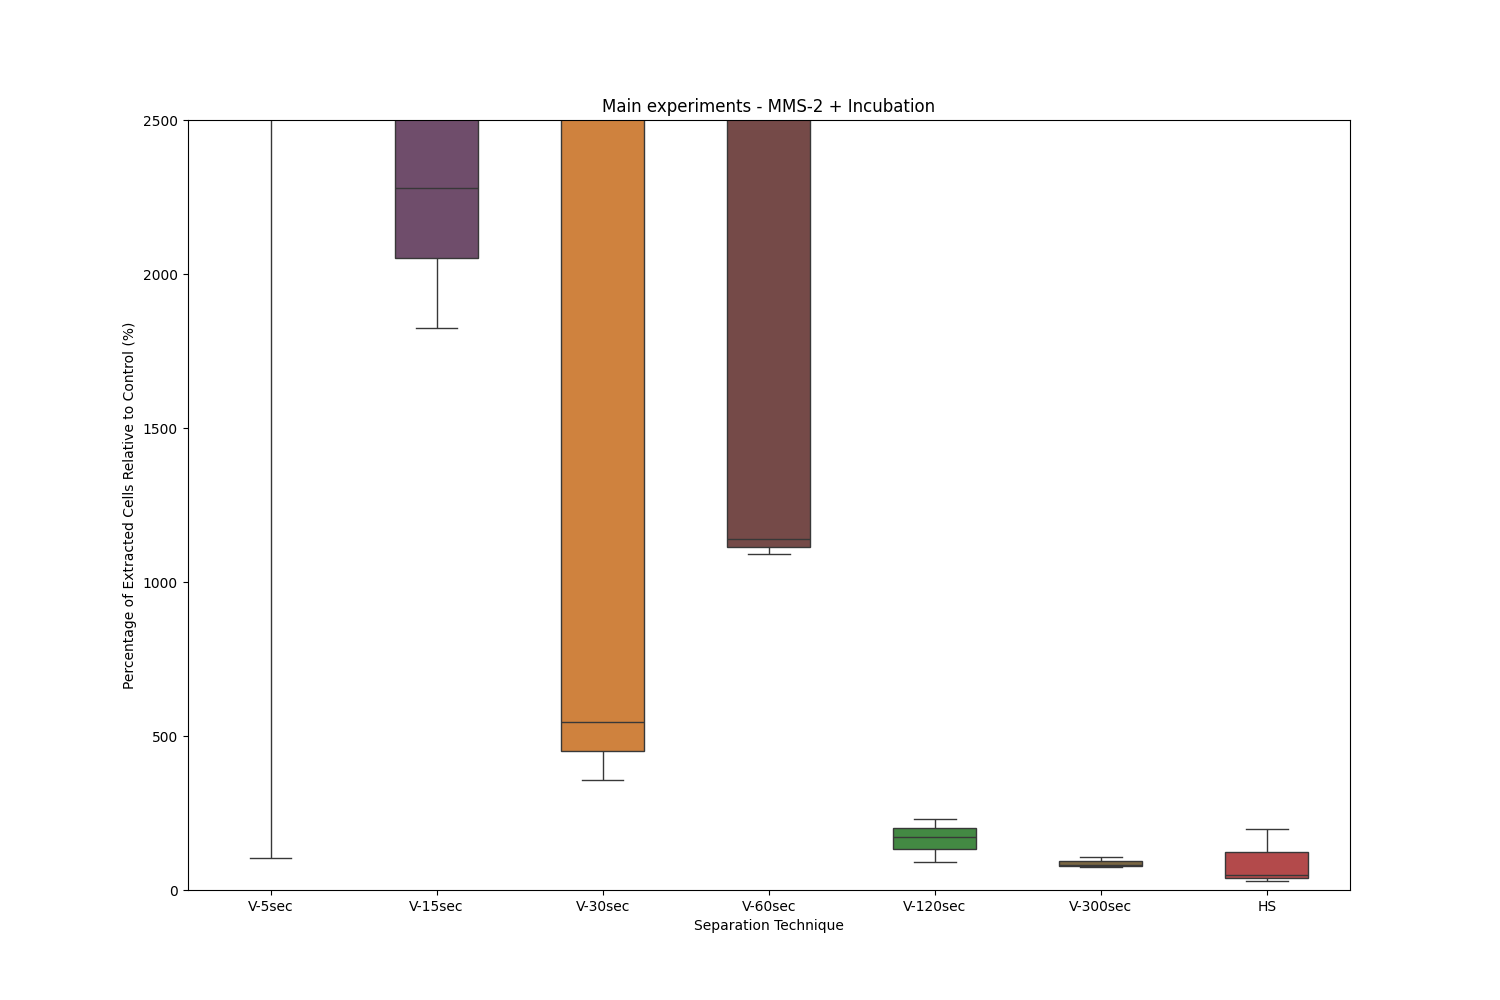 Main experiments - MMS-2 + Incubation
Percentage of Extracted Cells Relative to Control (%)
2500
2000
1500
1000
500
0
V-5sec V-15sec V-30sec V-60sec V-120sec V-300sec HS
Separation Technique